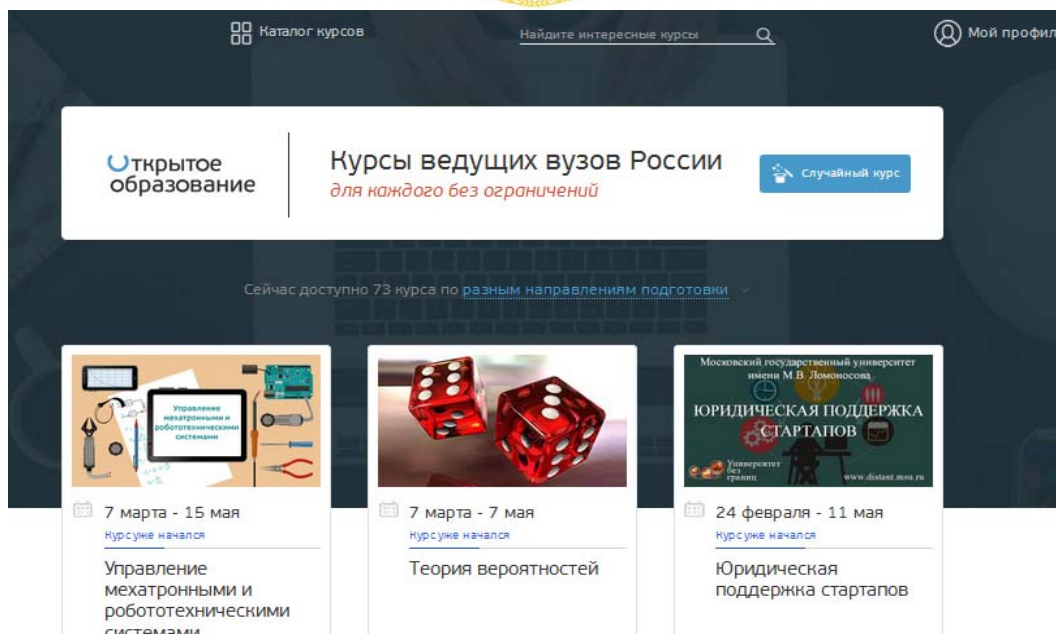 Каталог курсов
Найдите интересные курсы
Мой профил
Открытое
образование
Курсы ведущих вузов России
для каждого без ограничений
Случайный курс
Сейчас доступно 73 курса по разным направлениям подготовки
Управление
мехатронными и
робототехническими
системами
Московский государственный университет
имени М.В. Ломоносова
ЮРИДИЧЕСКАЯ ПОДДЕРЖКА
СТАРТАПОВ
Университет
без
границ
www.distant.msu.ru
7 марта - 15 мая
Курс уже начался
Управление
мехатронными и
робототехническими
системами
7 марта - 7 мая
Курс уже начался
Теория вероятностей
24 февраля - 11 мая
Курс уже начался
Юридическая
поддержка стартапов